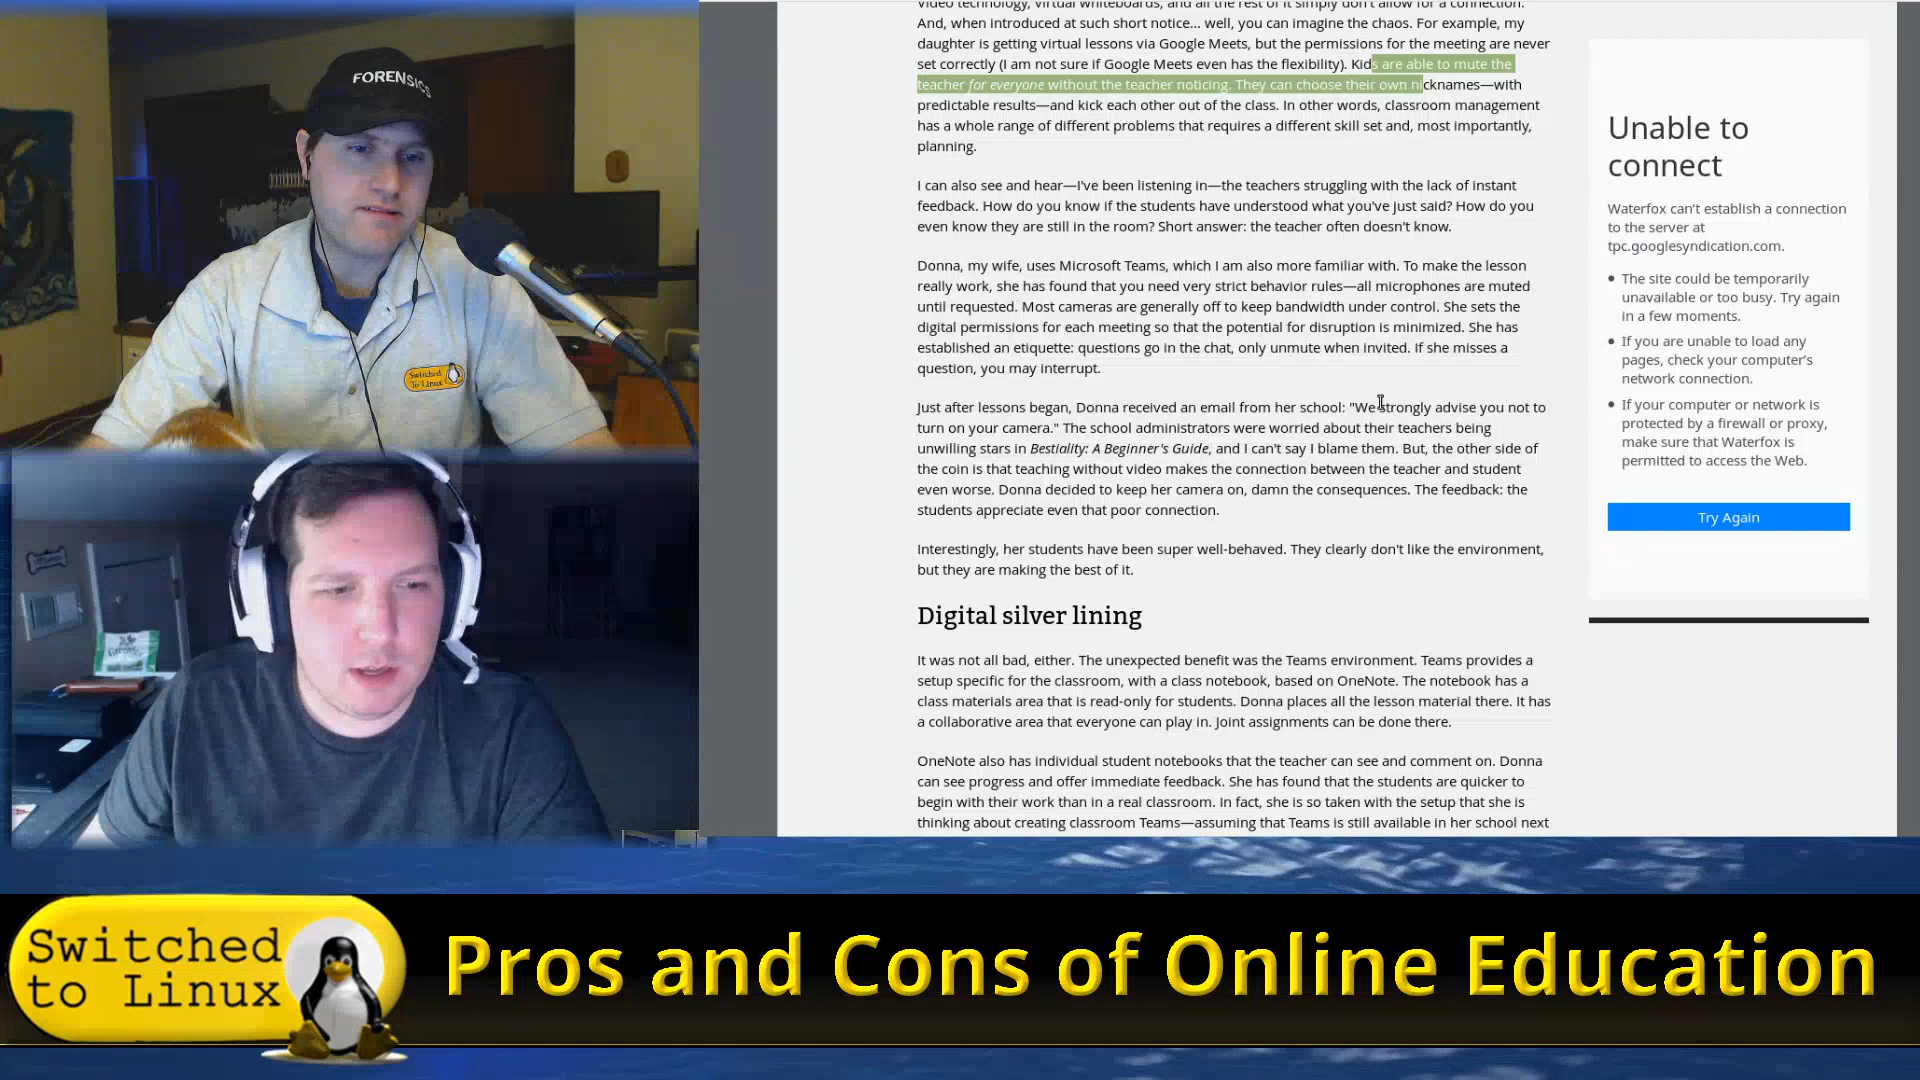 FORENSICS
Switched
To Linux
video technology, virtual whiteboards, and all the rest of it simply don't allow for a connection.
And, when introduced at such short notice... well, you can imagine the chaos. For example, my
daughter is getting virtual lessons via Google Meets, but the permissions for the meeting are never
set correctly (I am not sure if Google Meets even has the flexibility). Kids are able to mute the
teacher for everyone without the teacher noticing. They can choose their own nicknames—with
predictable results—and kick each other out of the class. In other words, classroom management
has a whole range of different problems that requires a different skill set and, most importantly,
planning.
I can also see and hear—I've been listening in—the teachers struggling with the lack of instant
feedback. How do you know if the students have understood what you've just said? How do you
even know they are still in the room? Short answer: the teacher often doesn't know.
Donna, my wife, uses Microsoft Teams, which I am also more familiar with. To make the lesson
really work, she has found that you need very strict behavior rules—all microphones are muted
until requested. Most cameras are generally off to keep bandwidth under control. She sets the
digital permissions for each meeting so that the potential for disruption is minimized. She has
established an etiquette: questions go in the chat, only unmute when invited. If she misses a
question, you may interrupt.
Just after lessons began, Donna received an email from her school: "We strongly advise you not to
turn on your camera." The school administrators were worried about their teachers being
unwilling stars in Bestiality: A Beginner's Guide, and I can't say I blame them. But, the other side of
the coin is that teaching without video makes the connection between the teacher and student
even worse. Donna decided to keep her camera on, damn the consequences. The feedback: the
students appreciate even that poor connection.
Interestingly, her students have been super well-behaved. They clearly don't like the environment,
but they are making the best of it.
Digital silver lining
It was not all bad, either. The unexpected benefit was the Teams environment. Teams provides a
setup specific for the classroom, with a class notebook, based on OneNote. The notebook has a
class materials area that is read-only for students. Donna places all the lesson material there. It has
a collaborative area that everyone can play in. Joint assignments can be done there.
OneNote also has individual student notebooks that the teacher can see and comment on. Donna
can see progress and offer immediate feedback. She has found that the students are quicker to
begin with their work than in a real classroom. In fact, she is so taken with the setup that she is
thinking about creating classroom Teams—assuming that Teams is still available in her school next
Unable to
connect
Waterfox can't establish a connection
to the server at
tpc.googlesyndication.com.
• The site could be temporarily
unavailable or too busy. Try again
in a few moments.
• If you are unable to load any
pages, check your computer's
network connection.
• If your computer or network is
protected by a firewall or proxy,
make sure that Waterfox is
permitted to access the Web.
Try Again
Greenies
Switched
to Linux
Pros and Cons of Online Education